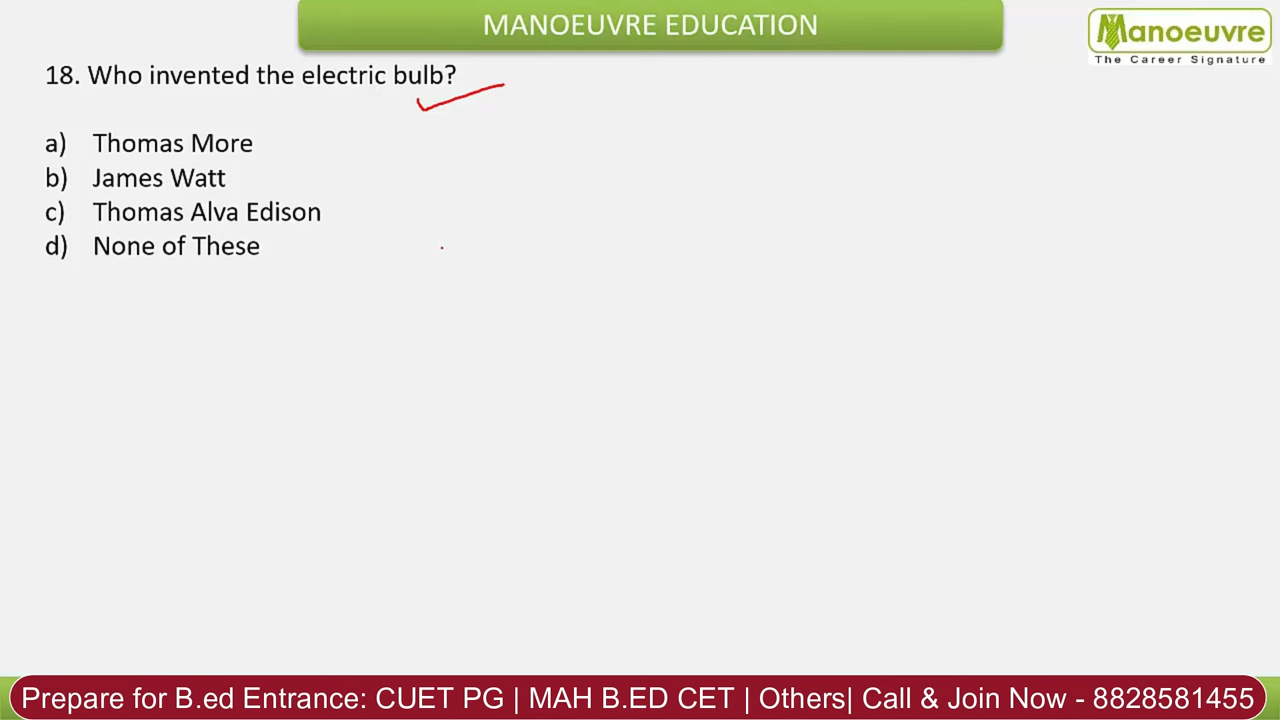 MANOEUVRE EDUCATION
Manoeuvre
The Career Signature
18. Who invented the electric bulb?
a) Thomas More
b) James Watt
c) Thomas Alva Edison
d) None of These
Prepare for B.ed Entrance: CUET PG | MAH B.ED CET | Others| Call & Join Now - 8828581455